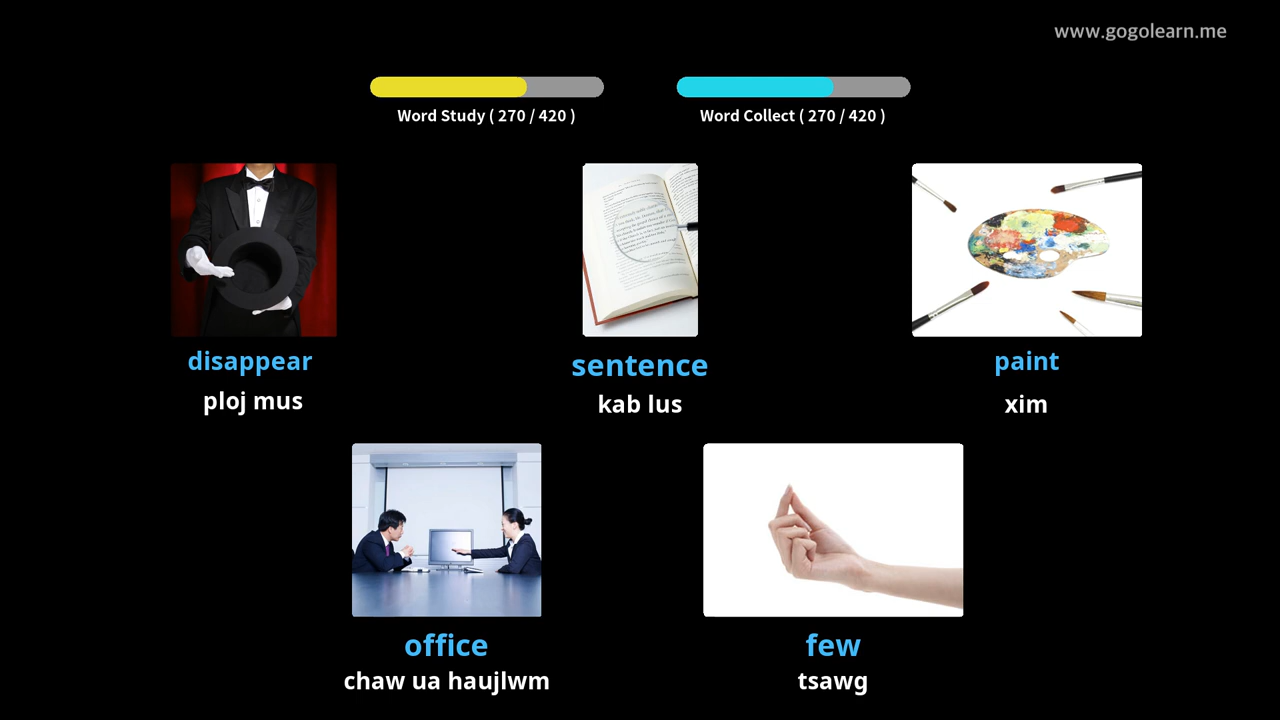 www.gogolearn.me
Word Study ( 270 / 420 )
Word Collect ( 270 / 420 )
disappear
ploj mus
sentence
kab lus
paint
xim
office
chaw ua haujlwm
few
tsawg